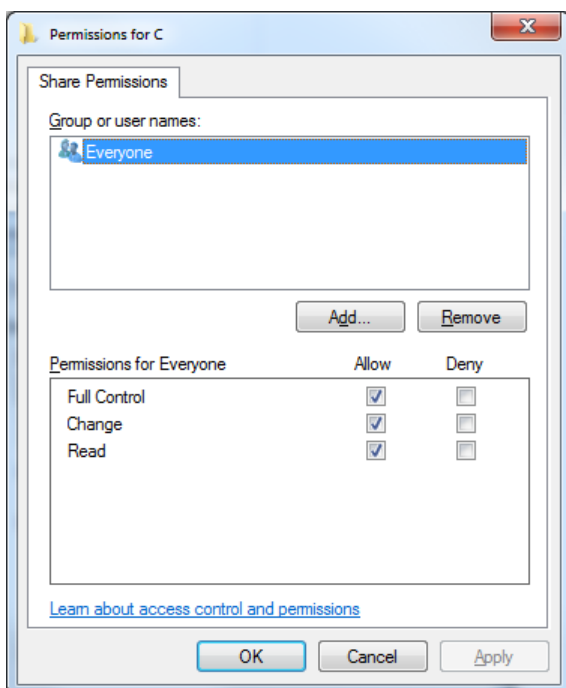 Permissions for C
Share Permissions
Group or user names:
Everyone
Add... Remove
Permissions for Everyone Allow Deny
Full Control
Change
Read
Learn about access control and permissions
OK Cancel Apply